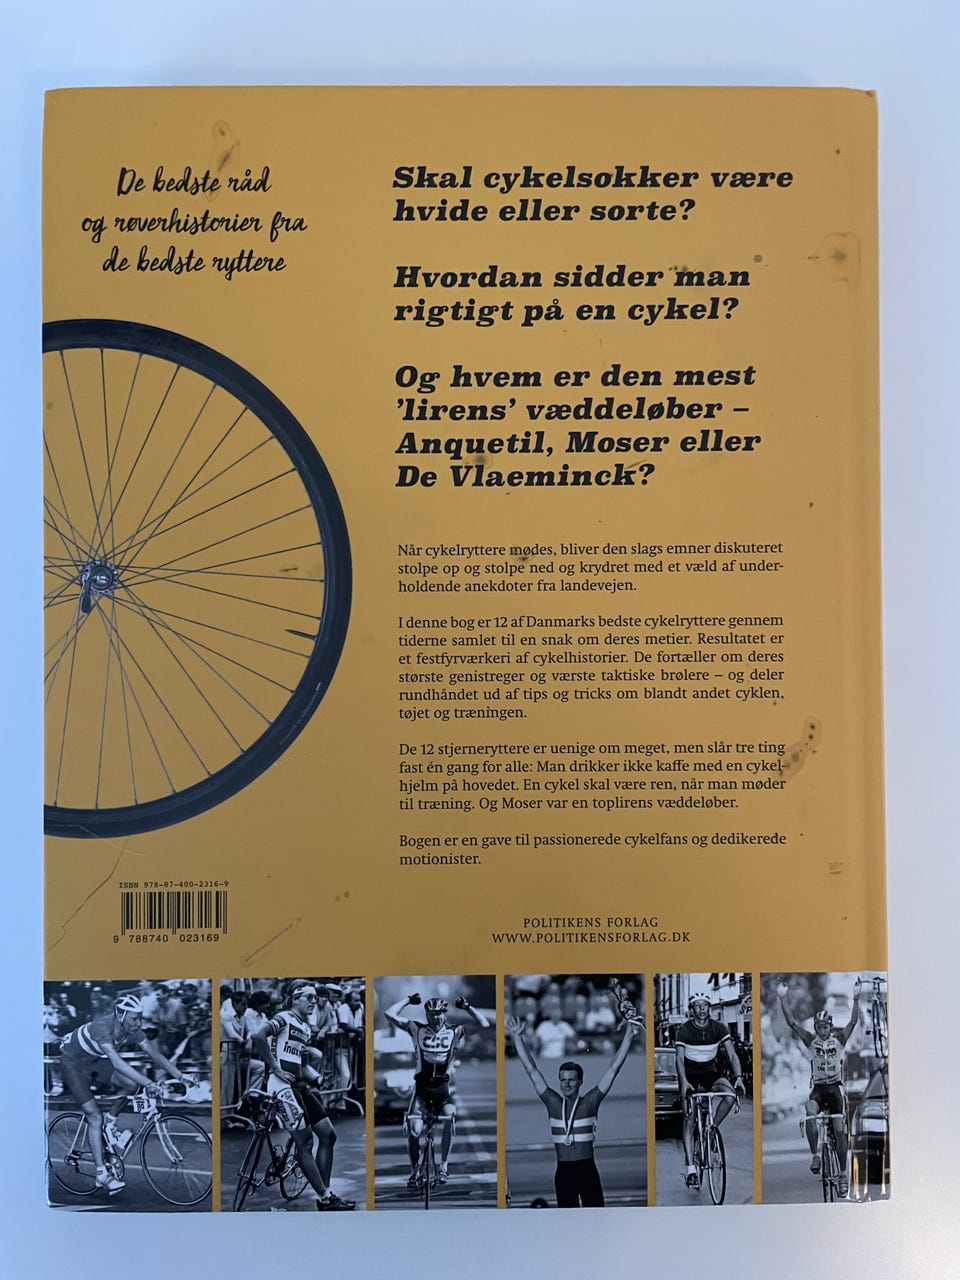 De bedste råd
og røverhistorier fra
de bedste ryttere
Skal cykelsokker være
hvide eller sorte?
Hvordan sidder man
rigtigt på en cykel?
Og hvem er den mest
’lirens’ væddeløber –
Anquetil, Moser eller
De Vlaeminck?
Når cykelryttere mødes, bliver den slags emner diskuteret
stolpe op og stolpe ned og krydret med et væld af under-
holdende anekdoter fra landevejen.
I denne bog er 12 af Danmarks bedste cykelryttere gennem
tiderne samlet til en snak om deres metier. Resultatet er
et festfyrværkeri af cykelhistorier. De fortæller om deres
største genistreger og værste taktiske brølere – og deler
rundhåndet ud af tips og tricks om blandt andet cyklen,
tøjet og træningen.
De 12 stjerneryttere er uenige om meget, men slår tre ting
fast én gang for alle: Man drikker ikke kaffe med en cykel-
hjelm på hovedet. En cykel skal være ren, når man møder
til træning. Og Moser var en toplirens væddeløber.
Bogen er en gave til passionerede cykelfans og dedikerede
motionister.
ISBN 978-87-400-2316-9
9 788740 023169
POLITIKENS FORLAG
WWW.POLITIKENSFORLAG.DK
CSC